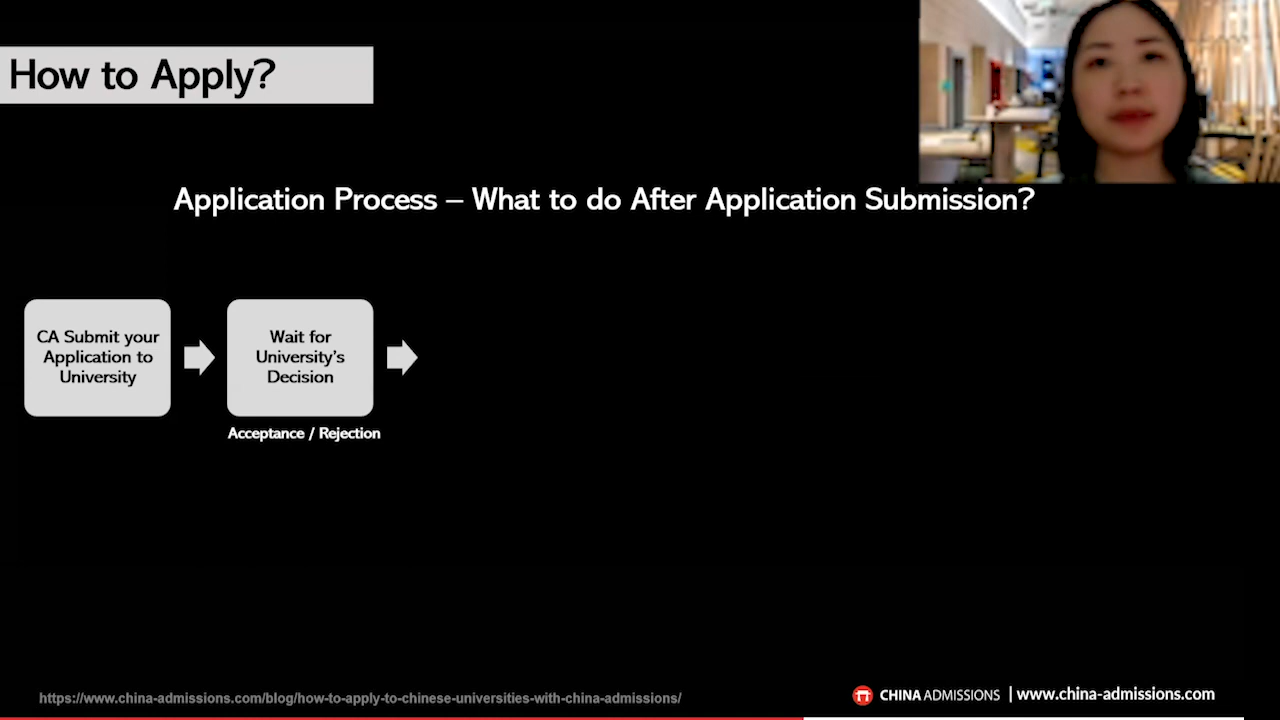 How to Apply?
Application Process – What to do After Application Submission?
CA Submit your
Application to
University
Wait for
University's
Decision
Acceptance / Rejection
https://www.china-admissions.com/blog/how-to-apply-to-chinese-universities-with-china-admissions/
CHINA ADMISSIONS | www.china-admissions.com